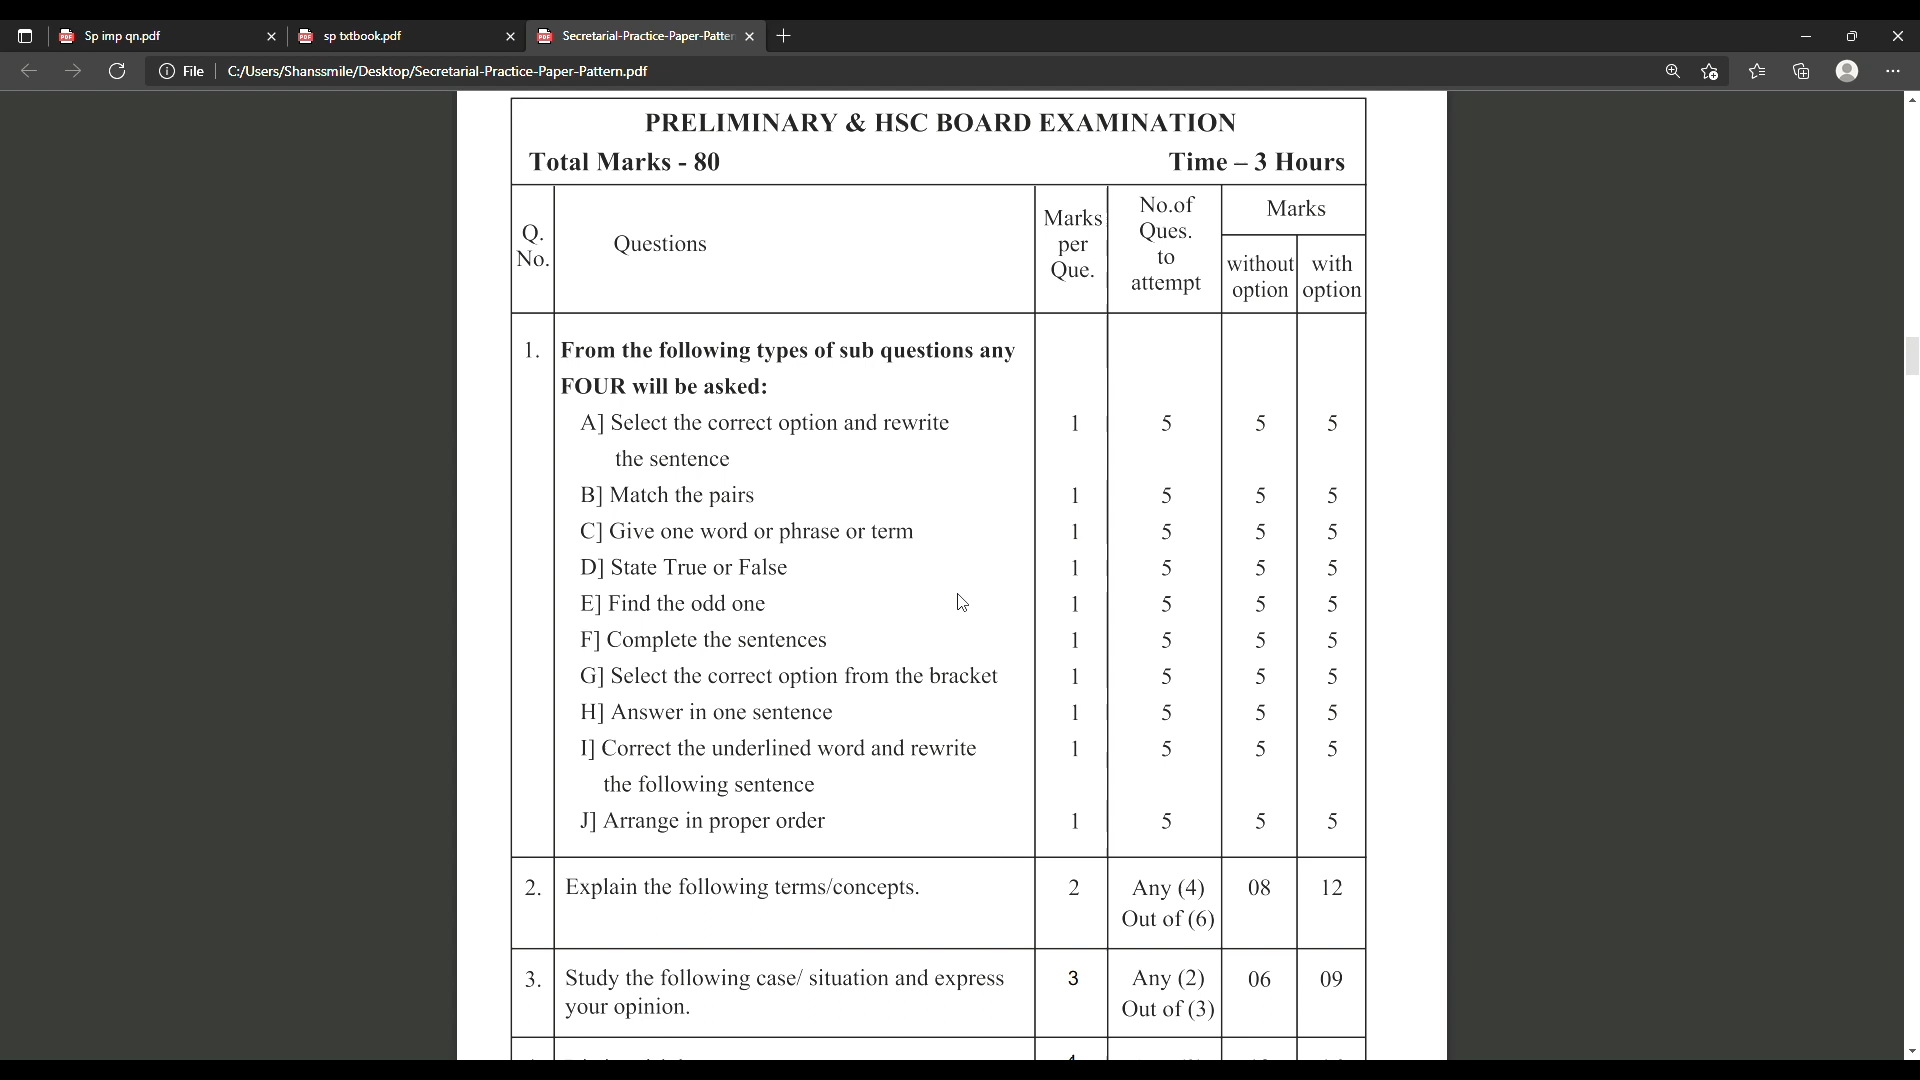 Sp imp qn.pdf
sp txtbook.pdf
Secretarial-Practice-Paper-Patter
File
C:/Users/Shanssmile/Desktop/Secretarial-Practice-Paper-Pattern.pdf
PRELIMINARY & HSC BOARD EXAMINATION
Total Marks - 80 Time – 3 Hours
Q. No. Questions Marks per Que. No.of Ques. to attempt Marks
without option with option
1. From the following types of sub questions any
FOUR will be asked:
A] Select the correct option and rewrite 1 5 5 5
the sentence
B] Match the pairs 1 5 5 5
C] Give one word or phrase or term 1 5 5 5
D] State True or False 1 5 5 5
E] Find the odd one 1 5 5 5
F] Complete the sentences 1 5 5 5
G] Select the correct option from the bracket 1 5 5 5
H] Answer in one sentence 1 5 5 5
I] Correct the underlined word and rewrite 1 5 5 5
the following sentence
J] Arrange in proper order 1 5 5 5
2. Explain the following terms/concepts. 2 Any (4) 08 12
Out of (6)
3. Study the following case/ situation and express 3 Any (2) 06 09
your opinion. Out of (3)